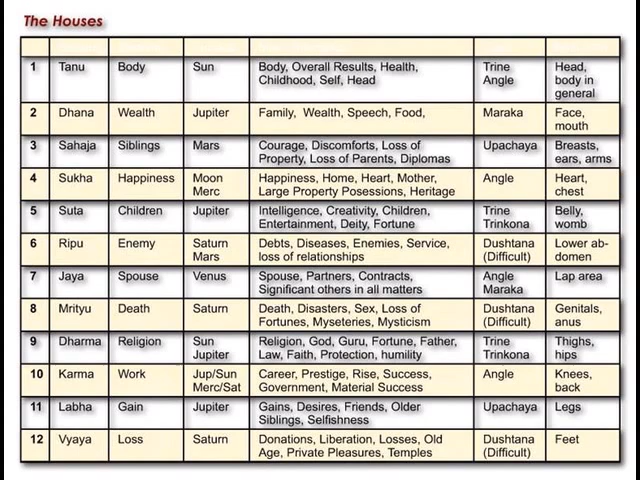 The Houses
1 Tanu Body Sun Body, Overall Results, Health, Trine Head,
Childhood, Self, Head Angle body in
general
2 Dhana Wealth Jupiter Family, Wealth, Speech, Food, Maraka Face,
mouth
3 Sahaja Siblings Mars Courage, Discomforts, Loss of Upachaya Breasts,
Property, Loss of Parents, Diplomas ears, arms
4 Sukha Happiness Moon Happiness, Home, Heart, Mother, Angle Heart,
Merc Large Property Posessions, Heritage chest
5 Suta Children Jupiter Intelligence, Creativity, Children, Trine Belly,
Entertainment, Deity, Fortune Trinkona womb
6 Ripu Enemy Saturn Debts, Diseases, Enemies, Service, Dushtana Lower ab-
Mars loss of relationships (Difficult) domen
7 Jaya Spouse Venus Spouse, Partners, Contracts, Angle Lap area
Significant others in all matters Maraka
8 Mrityu Death Saturn Death, Disasters, Sex, Loss of Dushtana Genitals,
Fortunes, Myseteries, Mysticism (Difficult) anus
9 Dharma Religion Sun Religion, God, Guru, Fortune, Father, Trine Thighs,
Jupiter Law, Faith, Protection, humility Trinkona hips
10 Karma Work Jup/Sun Career, Prestige, Rise, Success, Angle Knees,
Merc/Sat Government, Material Success back
11 Labha Gain Jupiter Gains, Desires, Friends, Older Upachaya Legs
Siblings, Selfishness
12 Vyaya Loss Saturn Donations, Liberation, Losses, Old Dushtana Feet
Age, Private Pleasures, Temples (Difficult)